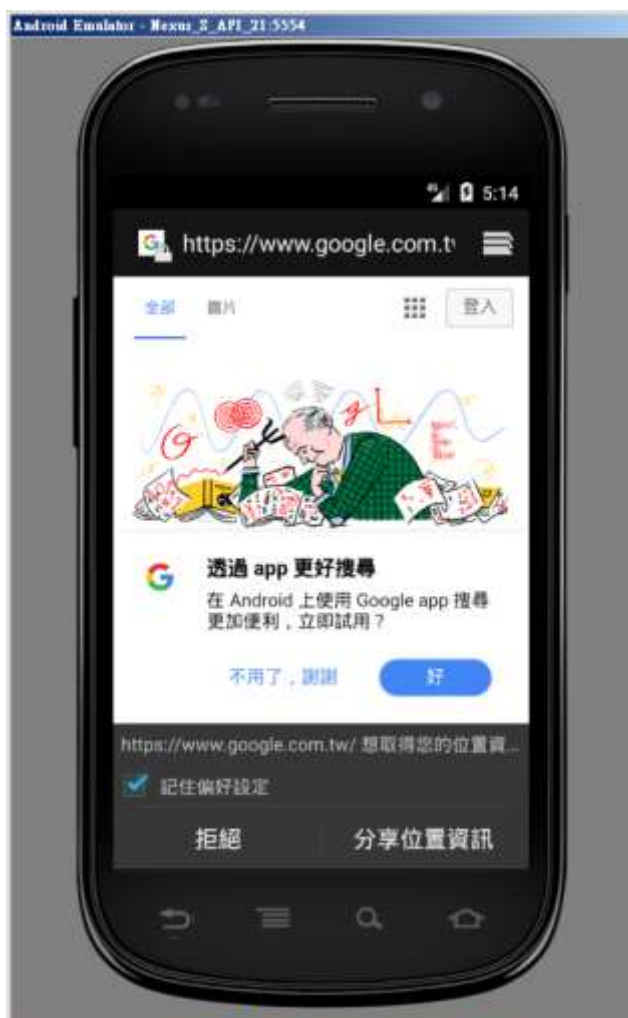 Android Emulator - Nexus_S_API_21:5554
5:14
https://www.google.com.t
全部 圖片 登入
透過 app 更好搜尋
在 Android 上使用 Google app 搜尋
更加便利，立即試用？
不用了，謝謝 好
https://www.google.com.tw/ 想取得您的位置資...
記住偏好設定
拒絕 分享位置資訊